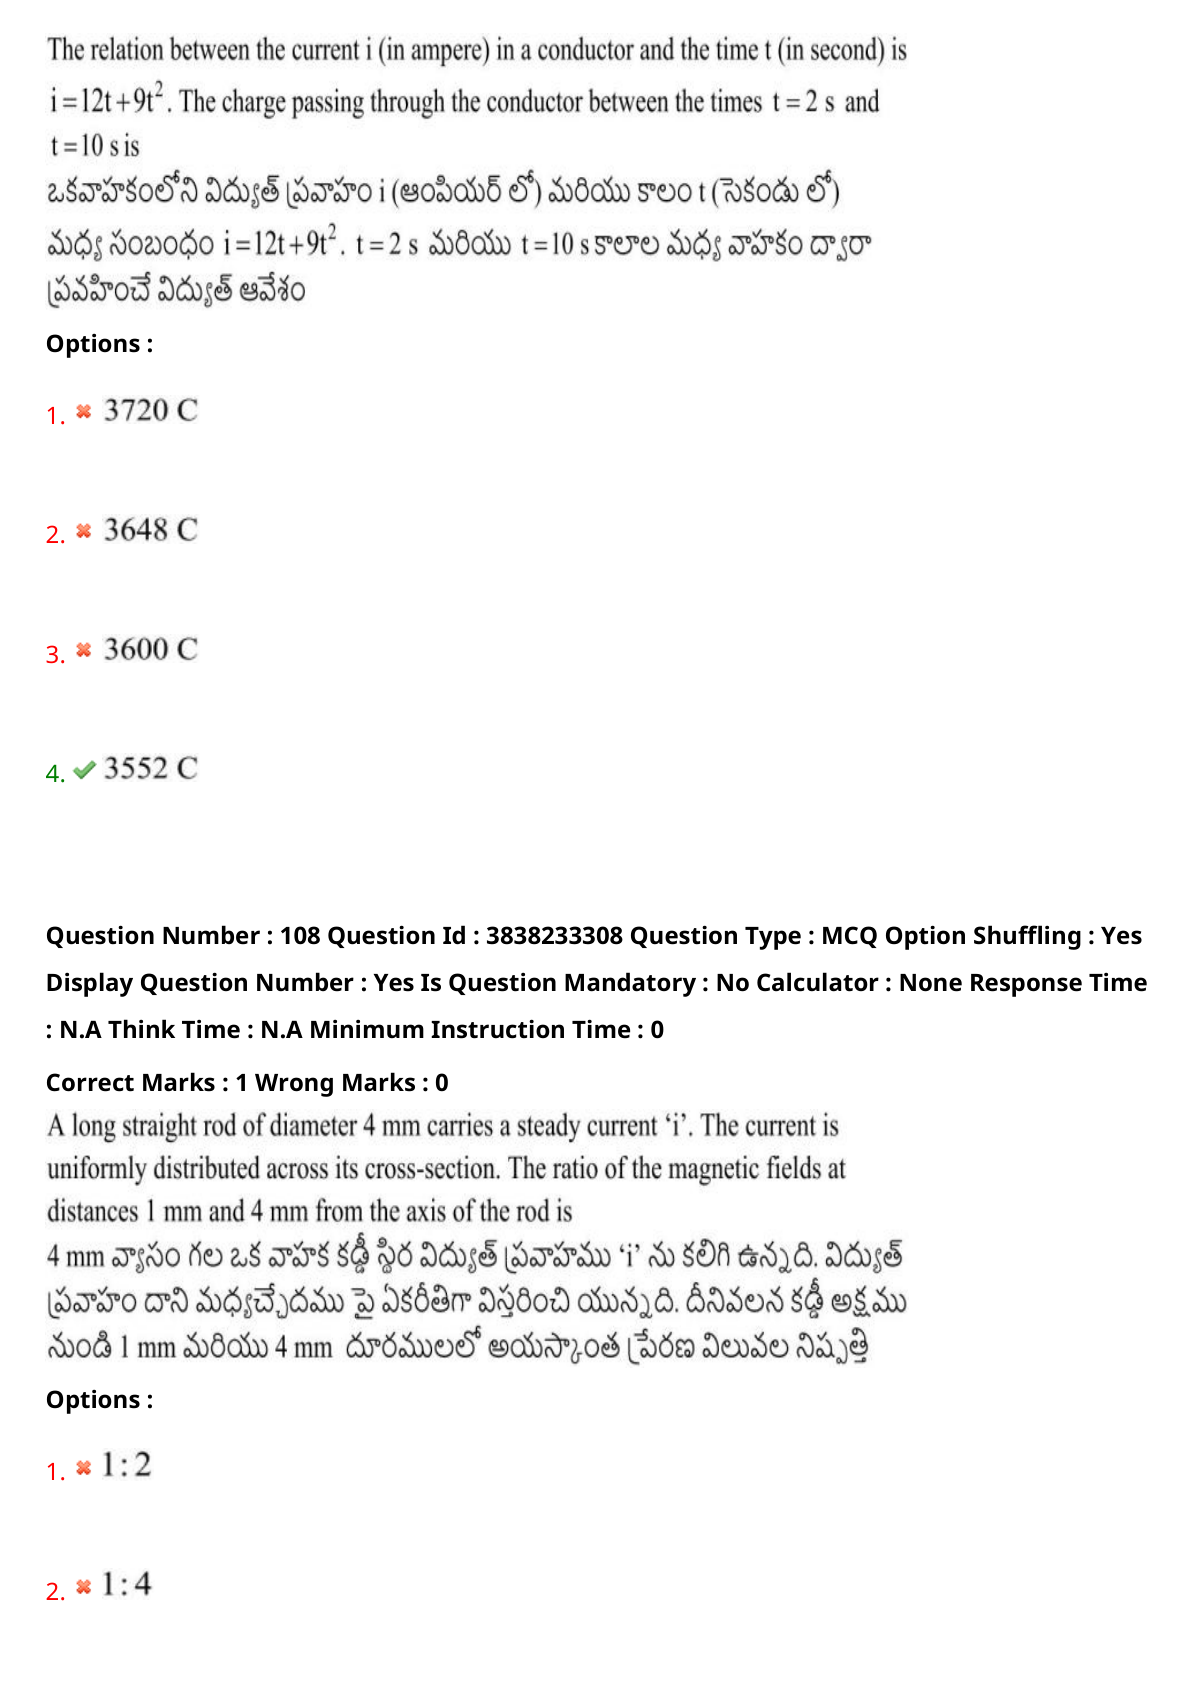 The relation between the current i (in ampere) in a conductor and the time t (in second) is
i=12t+9t². The charge passing through the conductor between the times t = 2 s and
t=10 s is
ఒకవాహకంలోని విద్యుత్ ప్రవాహం i (ఆంపియర్ లో) మరియు కాలం t (సెకండు లో)
మధ్య సంబంధం i=12t+9t². t = 2 s మరియు t=10 s కాలాల మధ్య వాహకం ద్వారా
ప్రవహించే విద్యుత్ ఆవేశం
Options :
1. 3720 C
2. 3648 C
3. 3600 C
4. 3552 C
Question Number : 108 Question Id : 3838233308 Question Type : MCQ Option Shuffling : Yes
Display Question Number : Yes Is Question Mandatory : No Calculator : None Response Time
: N.A Think Time : N.A Minimum Instruction Time : 0
Correct Marks : 1 Wrong Marks : 0
A long straight rod of diameter 4 mm carries a steady current ‘i’. The current is
uniformly distributed across its cross-section. The ratio of the magnetic fields at
distances 1 mm and 4 mm from the axis of the rod is
4 mm వ్యాసం గల ఒక వాహక కడ్డీ స్థిర విద్యుత్ ప్రవాహము ‘i’ ను కలిగి ఉన్నది. విద్యుత్
ప్రవాహం దాని మధ్యచ్ఛేదము పై ఏకరీతిగా విస్తరించి యున్నది. దీనివలన కడ్డీ అక్షము
నుండి 1 mm మరియు 4 mm దూరములలో అయస్కాంత ప్రేరణ విలువల నిష్పత్తి
Options :
1. 1 : 2
2. 1 : 4